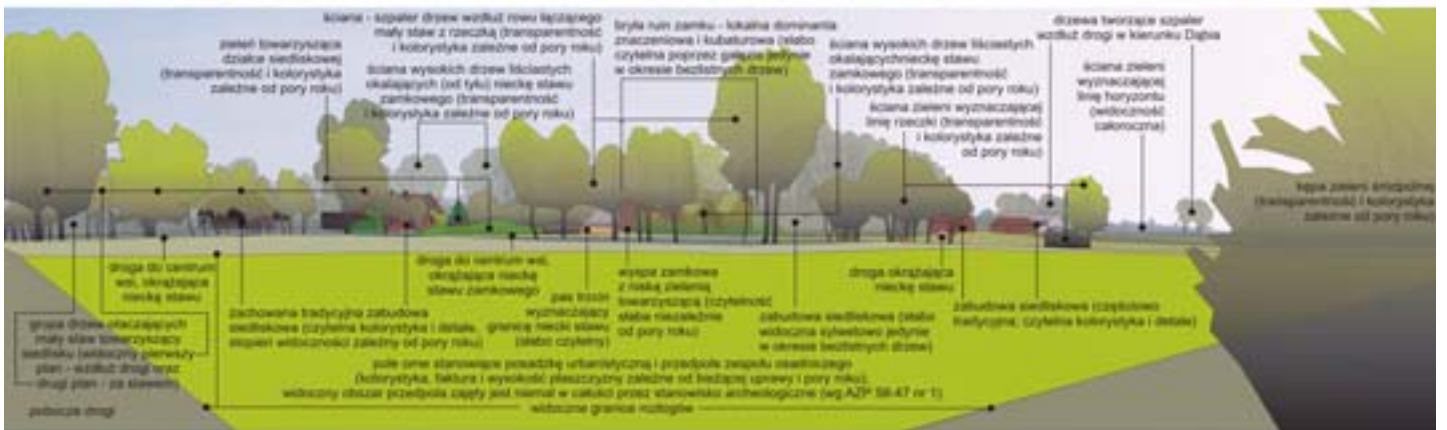 ściana - szpaler drzew wzdłuż rowu łączącego
mały staw z rzeczką (transparentność
i kolorystyka zależne od pory roku)
zieleń towarzysząca
działce siedliskowej
(transparentność i kolorystyka
zależne od pory roku)
ściana wysokich drzew liściastych
okalających (od tyłu) nieckę stawu
zamkowego (transparentność
i kolorystyka zależne od pory roku)
bryła ruin zamku - lokalna dominanta
znaczeniowa i kubaturowa (słabo
czytelna poprzez gałęzie jedynie
w okresie bezlistnych drzew)
ściana wysokich drzew liściastych
okalających nieckę stawu
zamkowego (transparentność
i kolorystyka zależne od pory roku)
ściana zieleni wyznaczającej
linię rzeczki (transparentność
i kolorystyka zależne
od pory roku)
drzewa tworzące szpaler
wzdłuż drogi w kierunku Dąbia
ściana zieleni
wyznaczającej
linię horyzontu
(widoczność
całoroczna)
kępa zieleni śródpolnej
(transparentność i kolorystyka
zależne od pory roku)
droga do centrum
wsi, okrążająca
nieckę stawu
grupa drzew otaczających
mały staw towarzyszący
siedlisku (widoczny pierwszy
plan - wzdłuż drogi oraz
drugi plan - za stawem)
pobocze drogi
zachowana tradycyjna zabudowa
siedliskowa (czytelna kolorystyka i detale,
stopień widoczności zależny od pory roku)
droga do centrum wsi,
okrążająca nieckę
stawu zamkowego
pas trzcin
wyznaczający
granicę niecki stawu
(słabo czytelny)
wyspa zamkowa
z niską zielenią
towarzyszącą (czytelność
słaba niezależnie
od pory roku)
zabudowa siedliskowa (słabo
widoczna sylwetowo jedynie
w okresie bezlistnych drzew)
droga okrążająca
nieckę stawu
zabudowa siedliskowa (częściowo
tradycyjna; czytelna kolorystyka i detale)
pole orne stanowiące posadzkę urbanistyczną i przedpole zespołu osadniczego
(kolorystyka, faktura i wysokość płaszczyzny zależne od bieżącej uprawy i pory roku);
widoczny obszar przedpola zajęty jest niemal w całości przez stanowisko archeologiczne (wg AZP 58-47 nr 1)
widoczne granice rozłogów